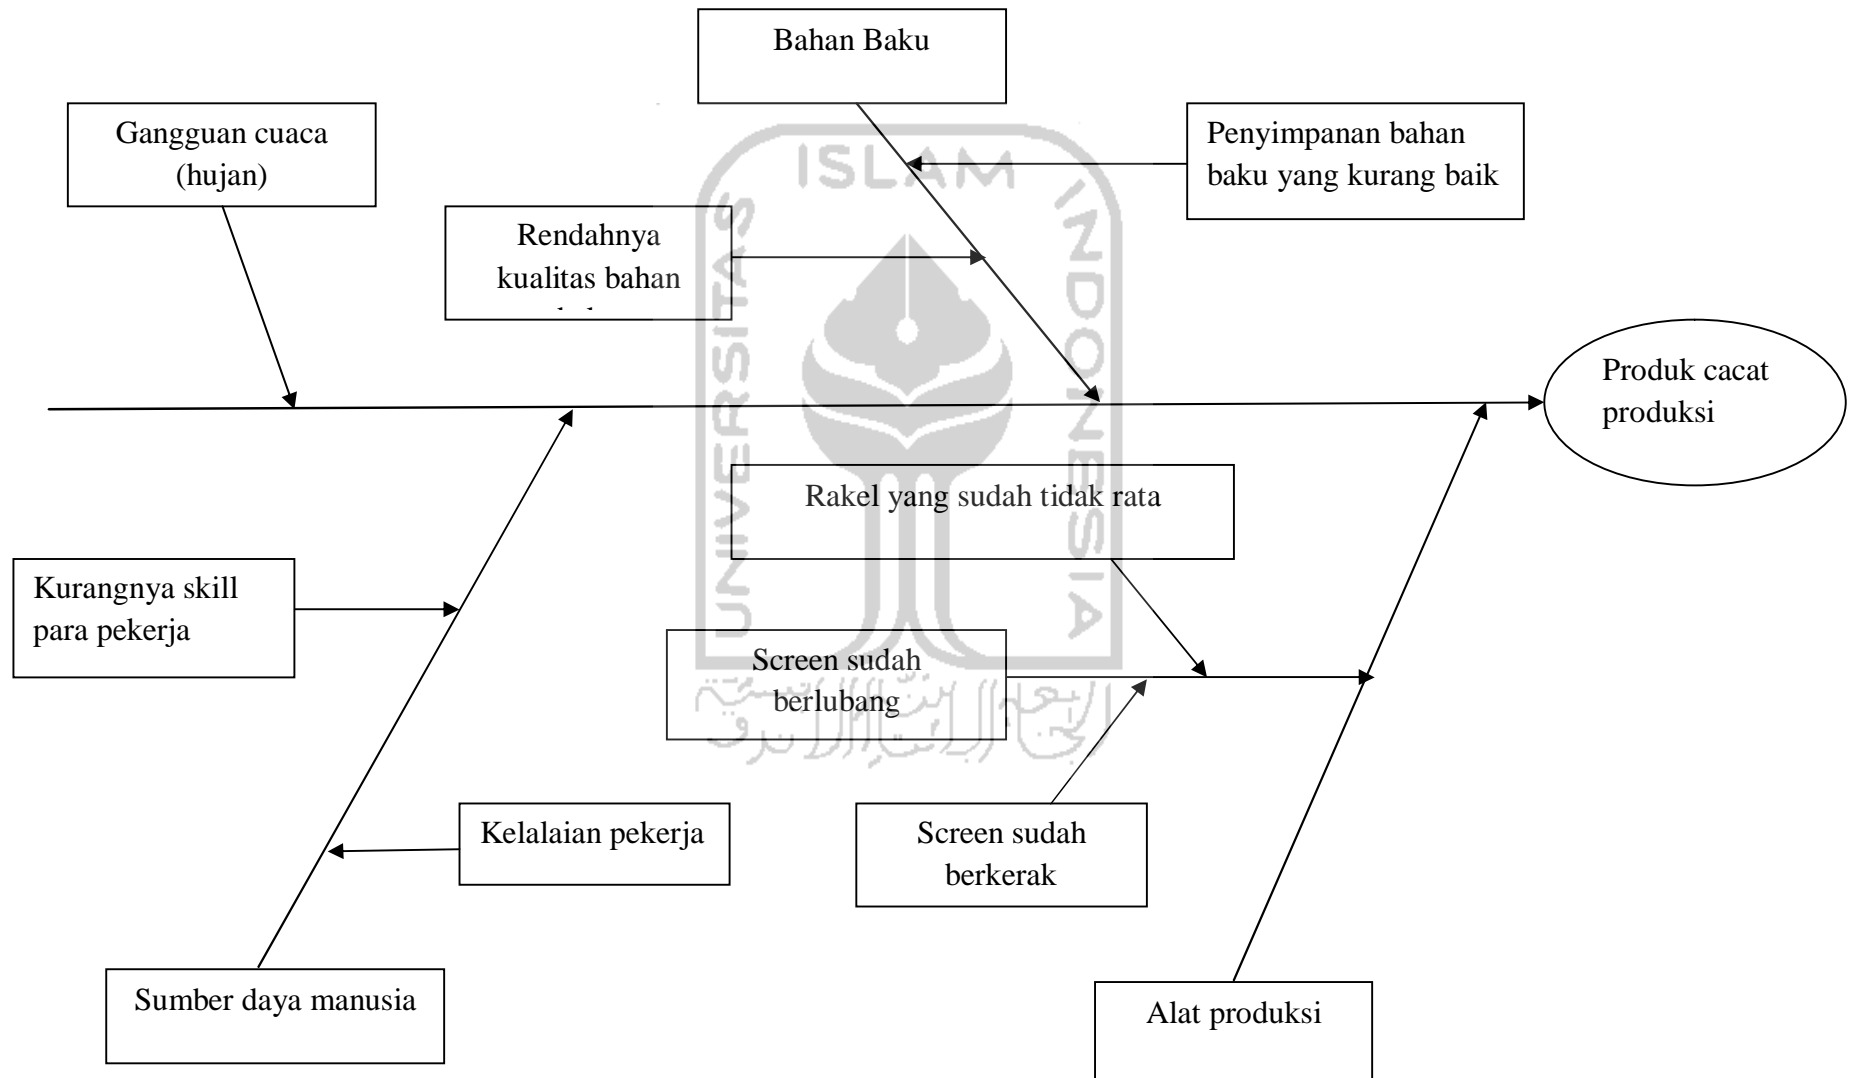 Bahan Baku
Gangguan cuaca
(hujan)
Penyimpanan bahan
baku yang kurang baik
Rendahnya
kualitas bahan
Produk cacat
produksi
Rakel yang sudah tidak rata
Kurangnya skill
para pekerja
Screen sudah
berlubang
Kelalaian pekerja
Screen sudah
berkerak
Sumber daya manusia
Alat produksi
ISLAM
UNIVERSITAS
INDONESIA